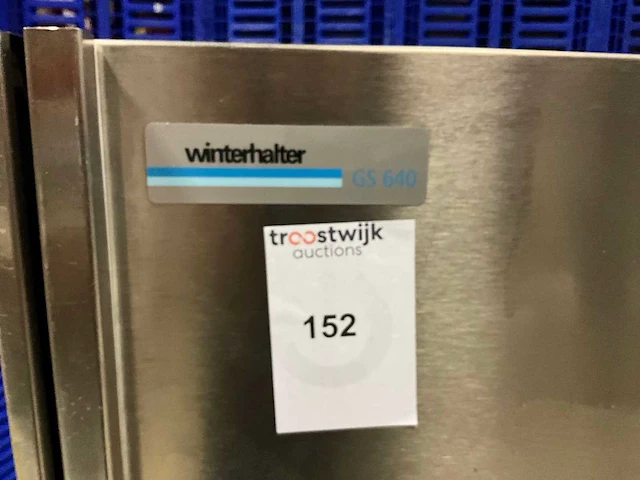 winterhalter
GS 640
troostwijk
auctions
152